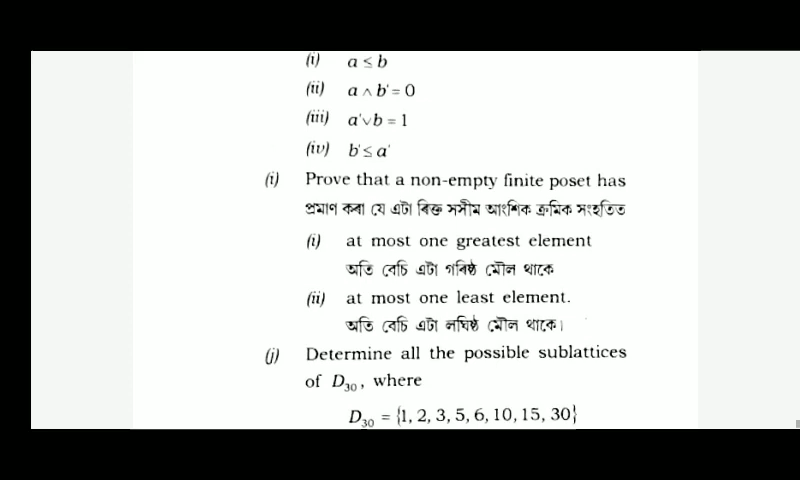 (i) a ≤ b
(ii) a ∧ b' = 0
(iii) a' ∨ b = 1
(iv) b' ≤ a'
(i) Prove that a non-empty finite poset has
প্ৰমাণ কৰা যে এটা ৰিক্ত সসীম আংশিক ক্ৰমিক সংহতিত
(i) at most one greatest element
অতি বেচি এটা গৰিষ্ঠ মৌল থাকে
(ii) at most one least element.
অতি বেচি এটা লঘিষ্ঠ মৌল থাকে।
(j) Determine all the possible sublattices
of D₃₀, where
D₃₀ = {1, 2, 3, 5, 6, 10, 15, 30}